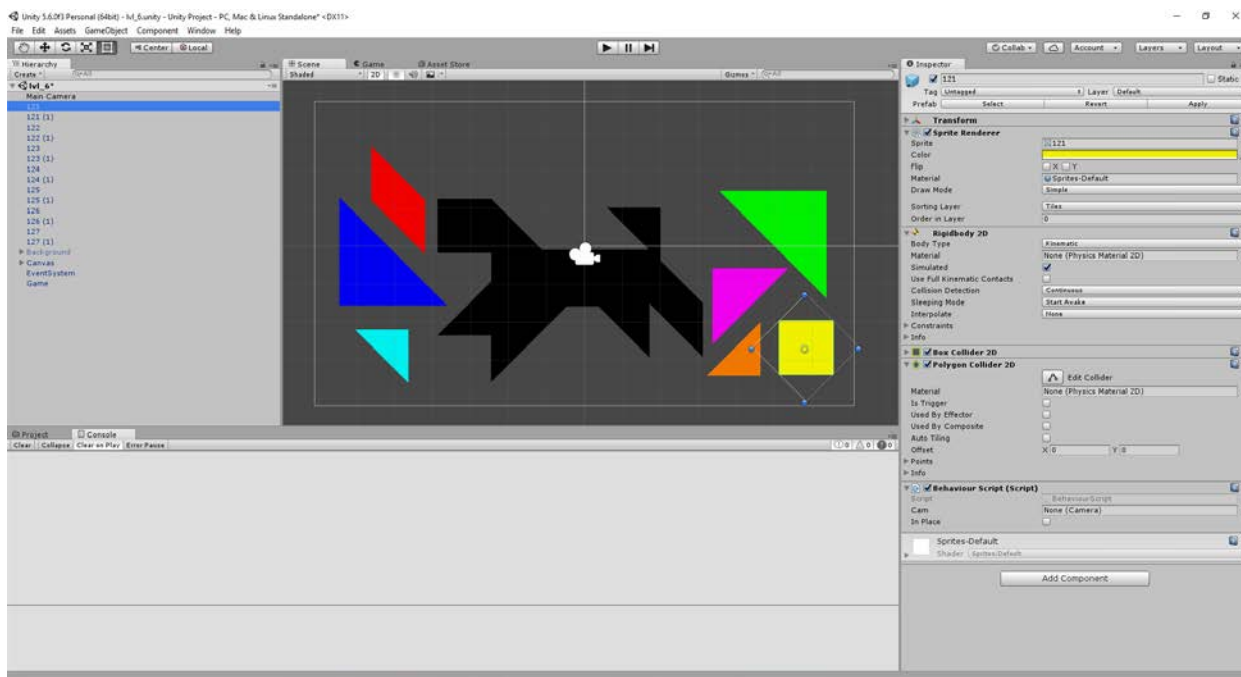 Unity 5.6.0f3 Personal (64bit) - lvl_6.unity - Unity Project - PC, Mac & Linux Standalone* <DX11>
File Edit Assets GameObject Component Window Help
Center Local Collab Account Layers Layout
Hierarchy
Create All
lvl_6*
Main Camera
121
121 (1)
122
122 (1)
123
123 (1)
124
124 (1)
125
125 (1)
126
126 (1)
127
127 (1)
Background
Canvas
EventSystem
Game
Scene Game Asset Store
Shaded 2D Gizmos All
Inspector
121 Static
Tag Untagged Layer Default
Prefab Select Revert Apply
Transform
Sprite Renderer
Sprite 121
Color
Flip X Y
Material Sprites-Default
Draw Mode Simple
Sorting Layer Tiles
Order in Layer 0
Rigidbody 2D
Body Type Kinematic
Material None (Physics Material 2D)
Simulated
Use Full Kinematic Contacts
Collision Detection Continuous
Sleeping Mode Start Awake
Interpolate None
Constraints
Info
Box Collider 2D
Polygon Collider 2D
Edit Collider
Material None (Physics Material 2D)
Is Trigger
Used By Effector
Used By Composite
Auto Tiling
Offset X 0 Y 0
Points
Info
Behaviour Script (Script)
Script BehaviourScript
Cam None (Camera)
In Place
Sprites-Default
Shader Sprites/Default
Add Component
Project Console
Clear Collapse Clear on Play Error Pause 0 0 0